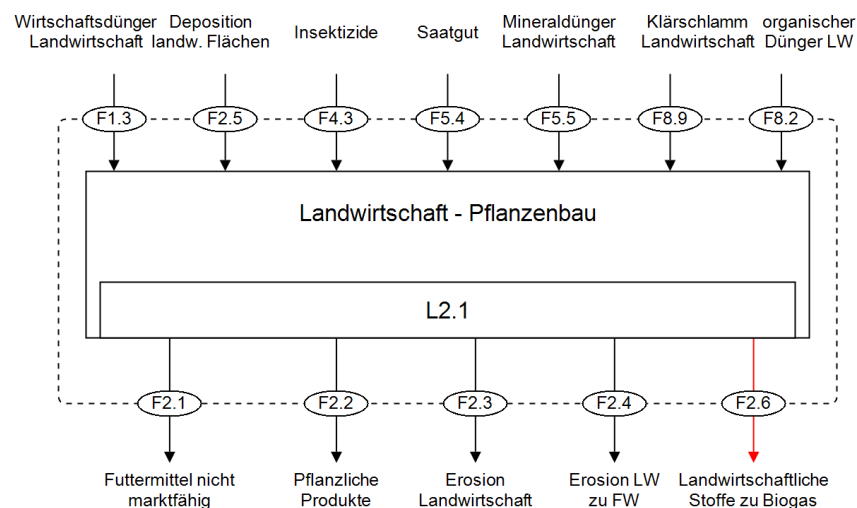 Wirtschaftsdünger
Landwirtschaft
Deposition
landw. Flächen
Insektizide
Saatgut
Mineraldünger
Landwirtschaft
Klärschlamm
Landwirtschaft
organischer
Dünger LW
F1.3
F2.5
F4.3
F5.4
F5.5
F8.9
F8.2
Landwirtschaft - Pflanzenbau
L2.1
F2.1
F2.2
F2.3
F2.4
F2.6
Futtermittel nicht
marktfähig
Pflanzliche
Produkte
Erosion
Landwirtschaft
Erosion LW
zu FW
Landwirtschaftliche
Stoffe zu Biogas